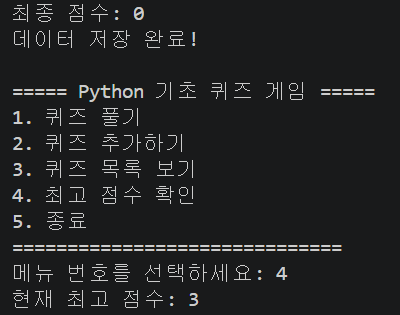 최종 점수: 0
데이터 저장 완료!

===== Python 기초 퀴즈 게임 =====
1. 퀴즈 풀기
2. 퀴즈 추가하기
3. 퀴즈 목록 보기
4. 최고 점수 확인
5. 종료
==============================
메뉴 번호를 선택하세요: 4
현재 최고 점수: 3